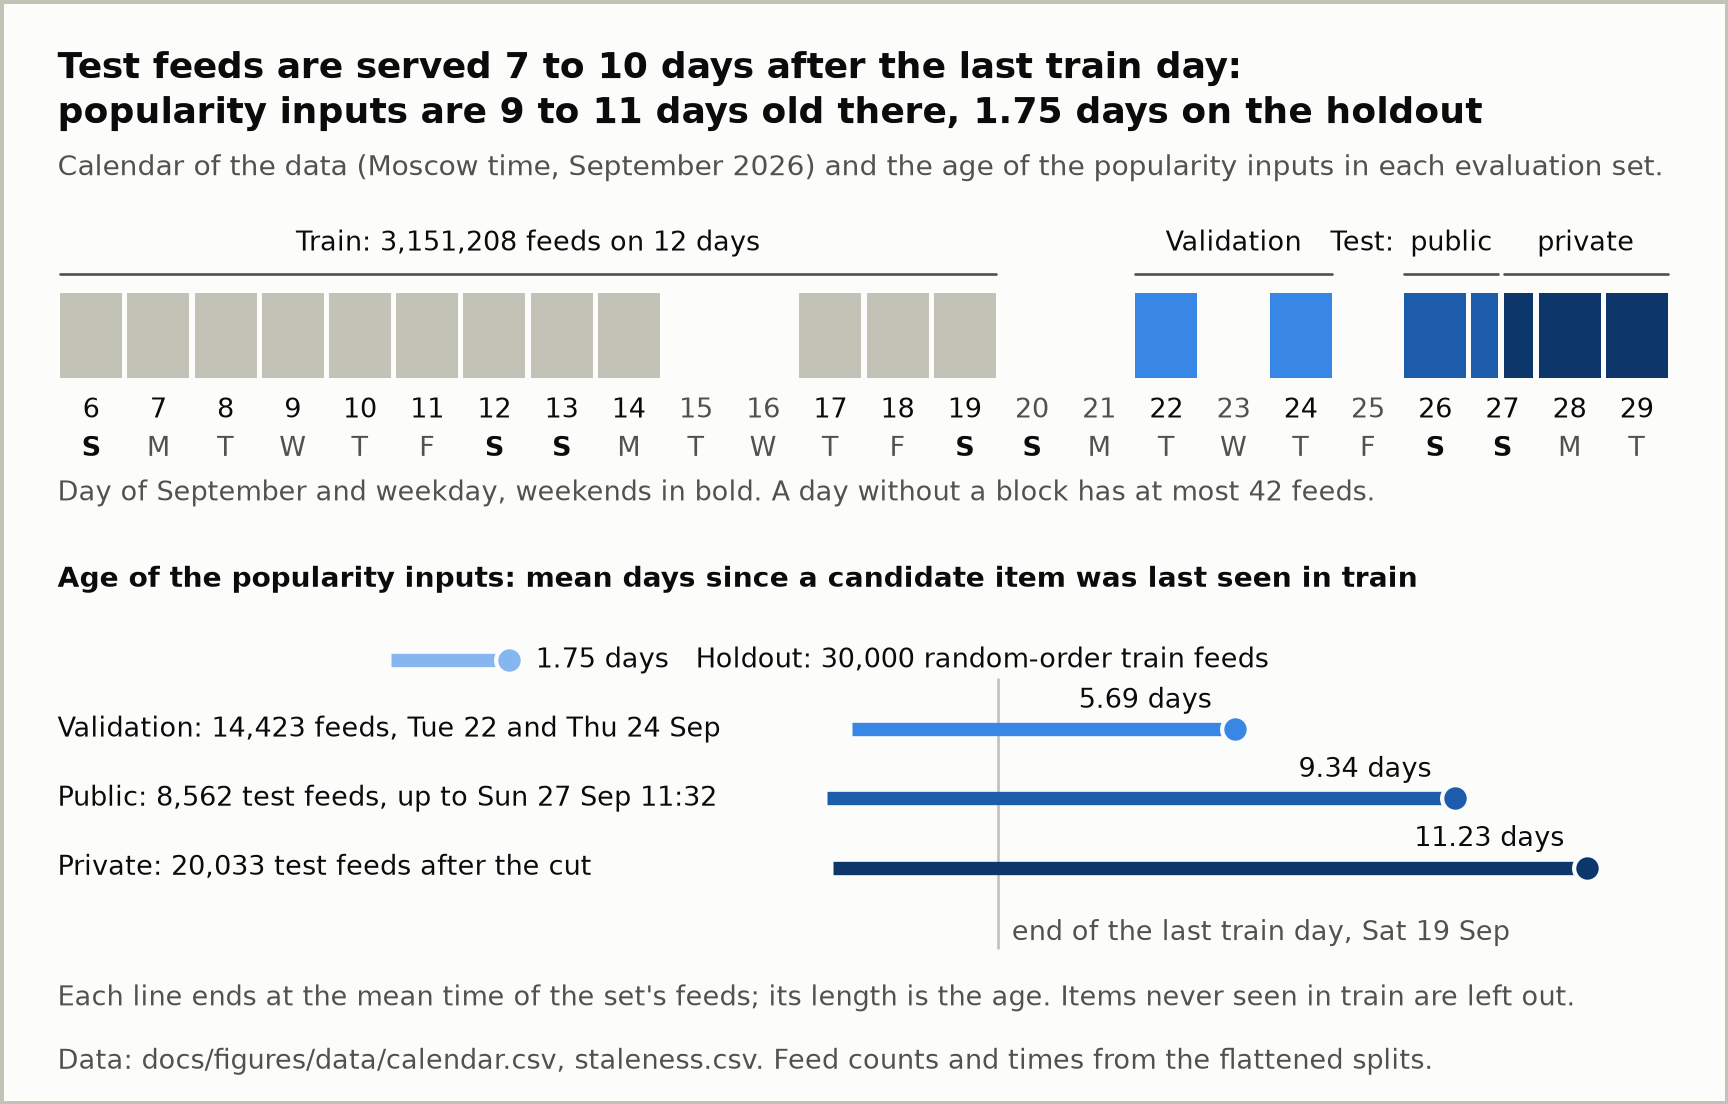 Test feeds are served 7 to 10 days after the last train day:
popularity inputs are 9 to 11 days old there, 1.75 days on the holdout
Calendar of the data (Moscow time, September 2026) and the age of the popularity inputs in each evaluation set.
Train: 3,151,208 feeds on 12 days Validation Test: public private
6 7 8 9 10 11 12 13 14 15 16 17 18 19 20 21 22 23 24 25 26 27 28 29
S M T W T F S S M T W T F S S M T W T F S S M T
Day of September and weekday, weekends in bold. A day without a block has at most 42 feeds.
Age of the popularity inputs: mean days since a candidate item was last seen in train
1.75 days Holdout: 30,000 random-order train feeds
5.69 days
Validation: 14,423 feeds, Tue 22 and Thu 24 Sep
9.34 days
Public: 8,562 test feeds, up to Sun 27 Sep 11:32
11.23 days
Private: 20,033 test feeds after the cut
end of the last train day, Sat 19 Sep
Each line ends at the mean time of the set's feeds; its length is the age. Items never seen in train are left out.
Data: docs/figures/data/calendar.csv, staleness.csv. Feed counts and times from the flattened splits.